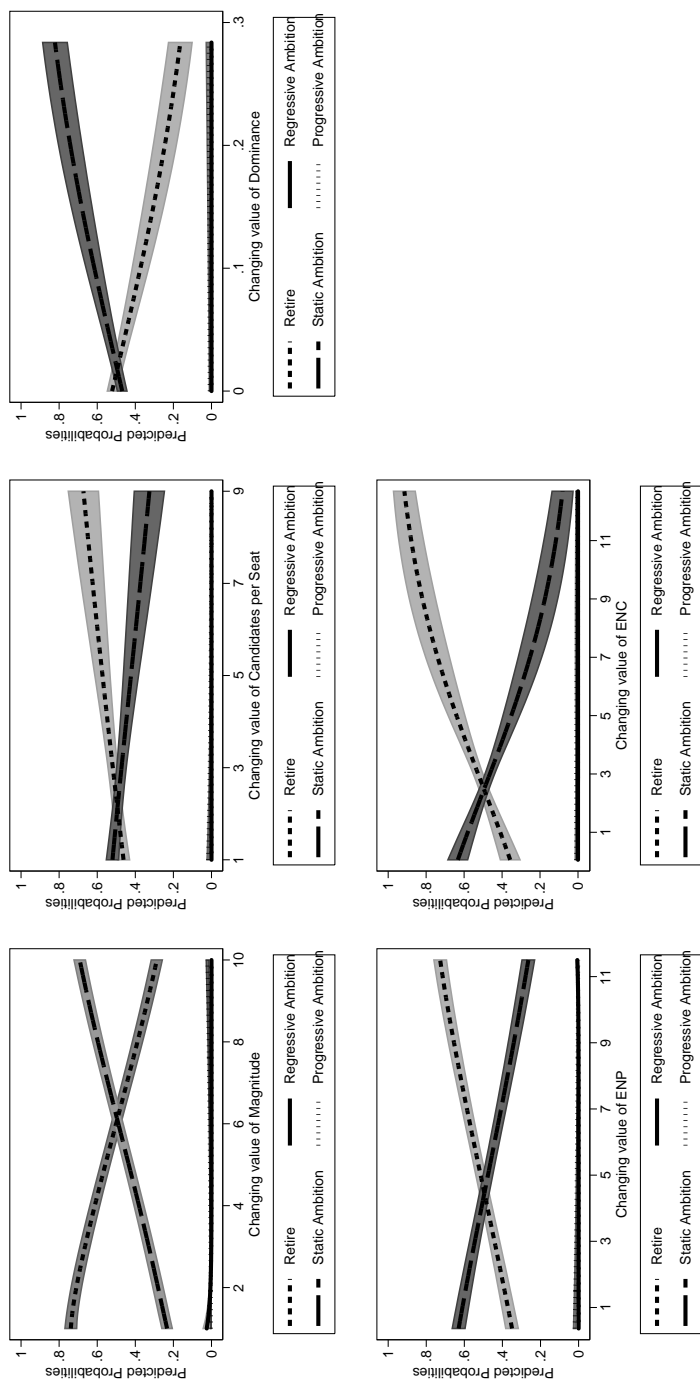 Predicted Probabilities
1
.8
.6
.4
.2
0
2 4 6 8 10
Changing value of Magnitude
Retire Regressive Ambition
Static Ambition Progressive Ambition
Predicted Probabilities
1
.8
.6
.4
.2
0
1 3 5 7 9
Changing value of Candidates per Seat
Retire Regressive Ambition
Static Ambition Progressive Ambition
Predicted Probabilities
1
.8
.6
.4
.2
0
0 .1 .2 .3
Changing value of Dominance
Retire Regressive Ambition
Static Ambition Progressive Ambition
Predicted Probabilities
1
.8
.6
.4
.2
0
1 3 5 7 9 11
Changing value of ENP
Retire Regressive Ambition
Static Ambition Progressive Ambition
Predicted Probabilities
1
.8
.6
.4
.2
0
1 3 5 7 9 11
Changing value of ENC
Retire Regressive Ambition
Static Ambition Progressive Ambition